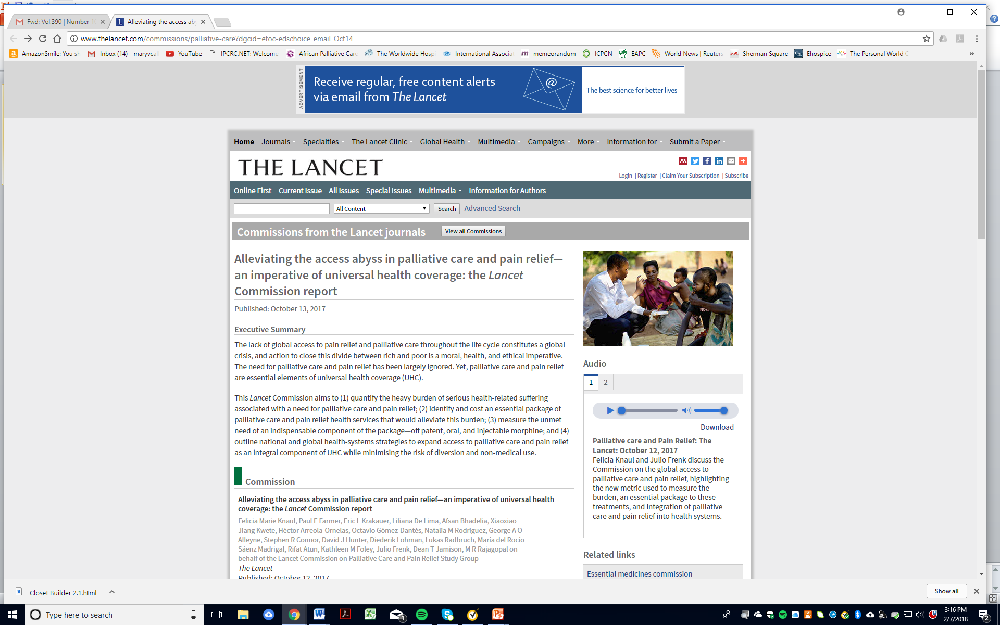 Fwd: Vol.390 | Number 10
Alleviating the access aby
www.thelancet.com/commissions/palliative-care?dgcid=etoc-edschoice_email_Oct14
AmazonSmile: You sh
Inbox (14) - maryvcal
YouTube
IPCRC.NET: Welcome
African Palliative Care
The Worldwide Hosp
International Associat
memeorandum
ICPCN
EAPC
World News | Reuters
Sherman Square
Ehospice
The Personal World C
»
ADVERTISEMENT
Receive regular, free content alerts
via email from The Lancet
@
The best science for better lives
Home Journals Specialties The Lancet Clinic Global Health Multimedia Campaigns More Information for Submit a Paper
THE LANCET
Login | Register | Claim Your Subscription | Subscribe
Online First Current Issue All Issues Special Issues Multimedia Information for Authors
All Content Search Advanced Search
Commissions from the Lancet journals View all Commissions
Alleviating the access abyss in palliative care and pain relief—
an imperative of universal health coverage: the Lancet
Commission report
Published: October 13, 2017
Executive Summary
The lack of global access to pain relief and palliative care throughout the life cycle constitutes a global
crisis, and action to close this divide between rich and poor is a moral, health, and ethical imperative.
The need for palliative care and pain relief has been largely ignored. Yet, palliative care and pain relief
are essential elements of universal health coverage (UHC).
This Lancet Commission aims to (1) quantify the heavy burden of serious health-related suffering
associated with a need for palliative care and pain relief; (2) identify and cost an essential package of
palliative care and pain relief health services that would alleviate this burden; (3) measure the unmet
need of an indispensable component of the package—off patent, oral, and injectable morphine; and (4)
outline national and global health-systems strategies to expand access to palliative care and pain relief
as an integral component of UHC while minimising the risk of diversion and non-medical use.
Commission
Alleviating the access abyss in palliative care and pain relief—an imperative of universal health
coverage: the Lancet Commission report
Felicia Marie Knaul, Paul E Farmer, Eric L Krakauer, Liliana De Lima, Afsan Bhadelia, Xiaoxiao
Jiang Kwete, Héctor Arreola-Ornelas, Octavio Gómez-Dantés, Natalia M Rodriguez, George A O
Alleyne, Stephen R Connor, David J Hunter, Diederik Lohman, Lukas Radbruch, María del Rocío
Sáenz Madrigal, Rifat Atun, Kathleen M Foley, Julio Frenk, Dean T Jamison, M R Rajagopal on
behalf of the Lancet Commission on Palliative Care and Pain Relief Study Group
The Lancet
Published: October 12, 2017
Audio
1 2
Download
Palliative care and Pain Relief: The
Lancet: October 12, 2017
Felicia Knaul and Julio Frenk discuss the
Commission on the global access to
palliative care and pain relief, highlighting
the new metric used to measure the
burden, an essential package to these
treatments, and integration of palliative
care and pain relief into health systems.
Related links
Essential medicines commission
Closet Builder 2.1.html
Show all
Type here to search
3:16 PM
2/7/2018